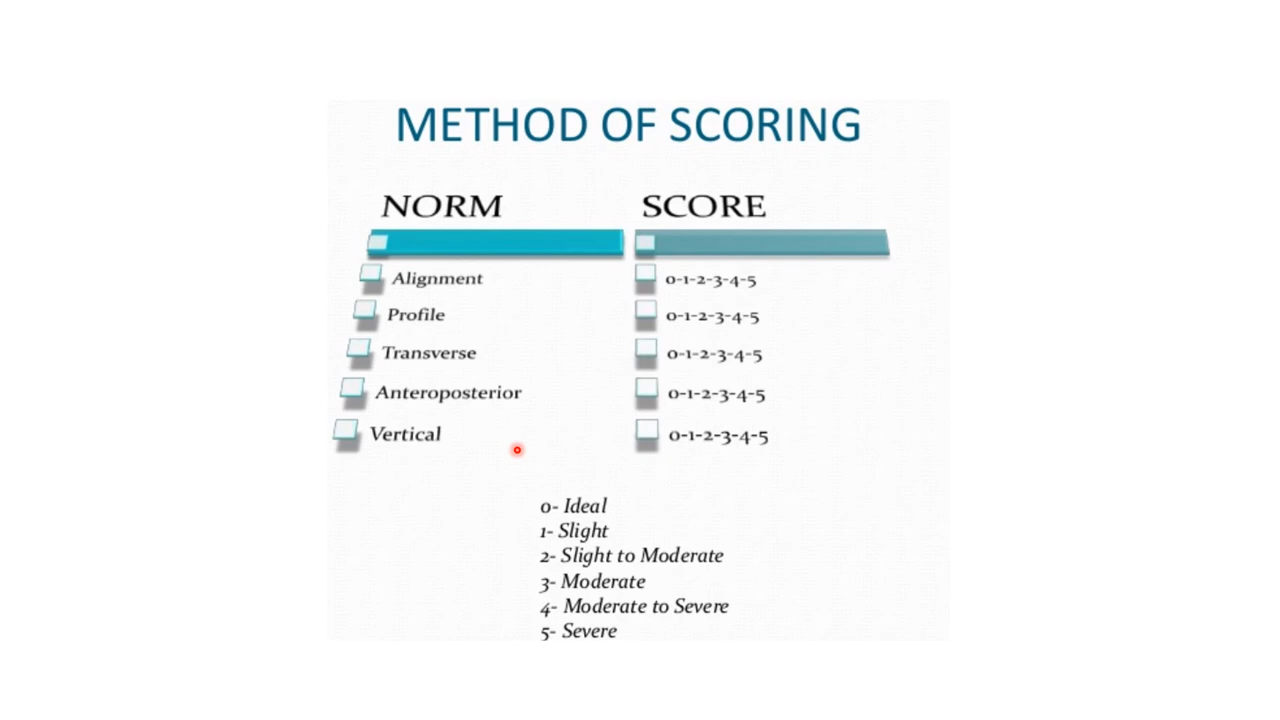 METHOD OF SCORING
NORM SCORE
Alignment 0-1-2-3-4-5
Profile 0-1-2-3-4-5
Transverse 0-1-2-3-4-5
Anteroposterior 0-1-2-3-4-5
Vertical 0-1-2-3-4-5
0- Ideal
1- Slight
2- Slight to Moderate
3- Moderate
4- Moderate to Severe
5- Severe